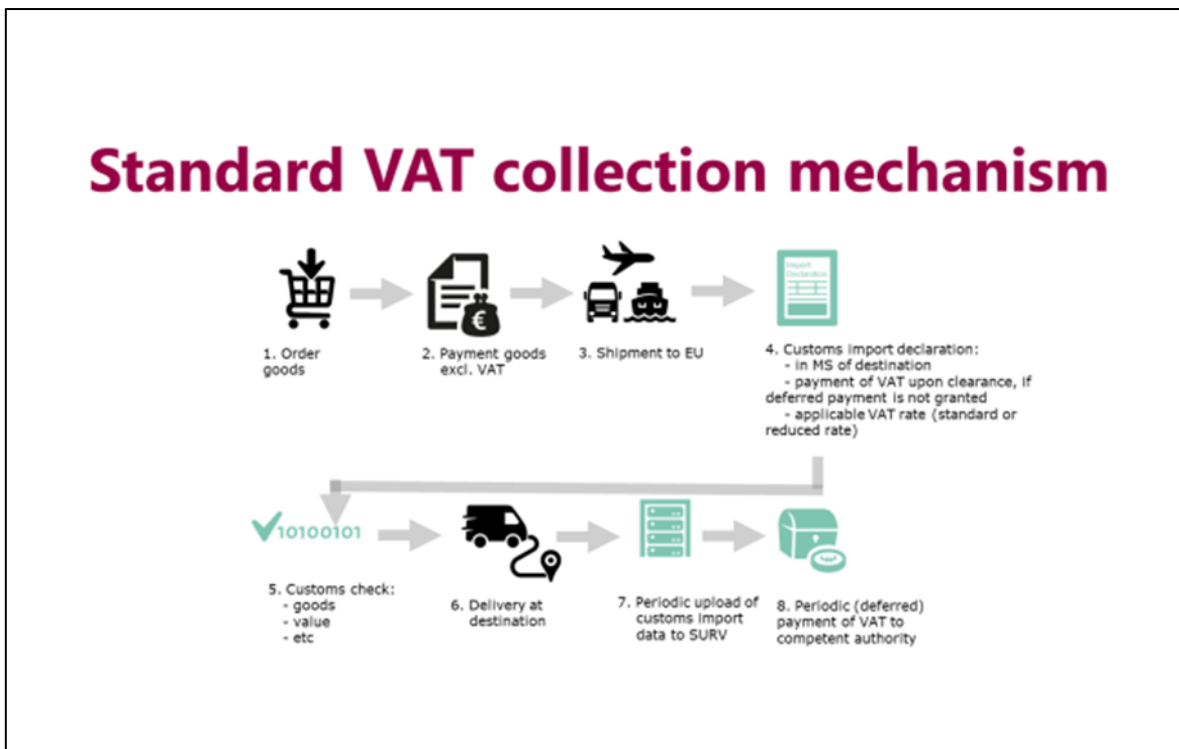 Standard VAT collection mechanism
1. Order
goods
2. Payment goods
excl. VAT
3. Shipment to EU
Import
Declaration
4. Customs import declaration:
- in MS of destination
- payment of VAT upon clearance, if
deferred payment is not granted
- applicable VAT rate (standard or
reduced rate)
10100101
5. Customs check:
- goods
- value
- etc
6. Delivery at
destination
7. Periodic upload of
customs import
data to SURV
8. Periodic (deferred)
payment of VAT to
competent authority